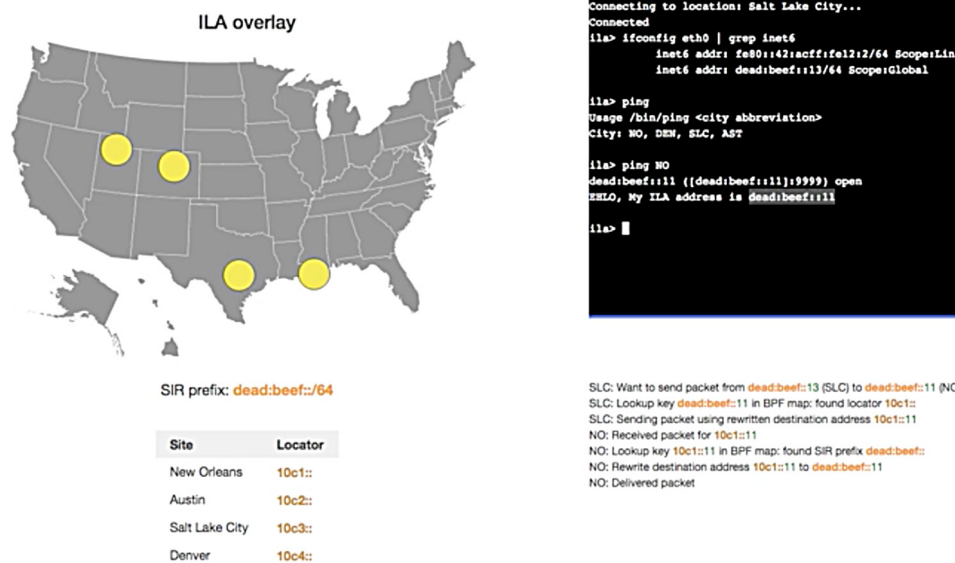 ILA overlay
SIR prefix: dead:beef::/64
Site Locator
New Orleans 10c1::
Austin 10c2::
Salt Lake City 10c3::
Denver 10c4::
Connecting to location: Salt Lake City...
Connected
ila> ifconfig eth0 | grep inet6
inet6 addr: fe80::42:acff:fe12:2/64 Scope:Lin
inet6 addr: dead:beef::13/64 Scope:Global
ila> ping
Usage /bin/ping <city abbreviation>
City: NO, DEN, SLC, AST
ila> ping NO
dead:beef::11 ([dead:beef::11]:9999) open
EHLO, My ILA address is dead:beef::11
ila>
SLC: Want to send packet from dead:beef::13 (SLC) to dead:beef::11 (NO
SLC: Lookup key dead:beef::11 in BPF map: found locator 10c1::
SLC: Sending packet using rewritten destination address 10c1::11
NO: Received packet for 10c1::11
NO: Lookup key 10c1::11 in BPF map: found SIR prefix dead:beef::
NO: Rewrite destination address 10c1::11 to dead:beef::11
NO: Delivered packet